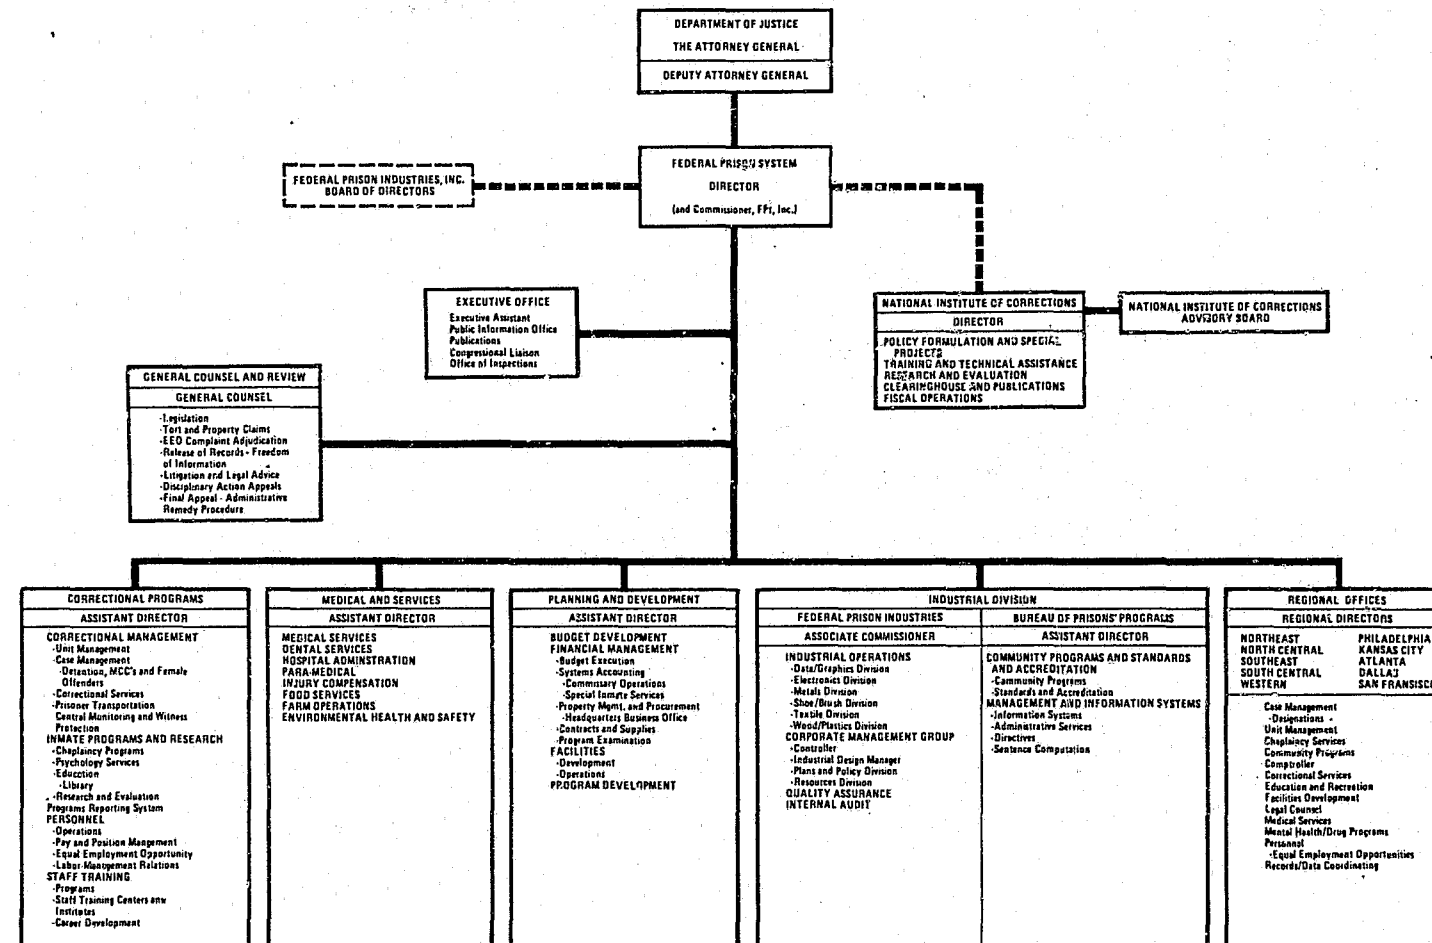 DEPARTMENT OF JUSTICE
THE ATTORNEY GENERAL
DEPUTY ATTORNEY GENERAL
FEDERAL PRISON SYSTEM
DIRECTOR
(and Commissioner, FPI, Inc.)
FEDERAL PRISON INDUSTRIES, INC.
BOARD OF DIRECTORS
EXECUTIVE OFFICE
Executive Assistant
Public Information Office
Publications
Congressional Liaison
Office of Inspections
NATIONAL INSTITUTE OF CORRECTIONS
DIRECTOR
POLICY FORMULATION AND SPECIAL
PROJECTS
TRAINING AND TECHNICAL ASSISTANCE
RESEARCH AND EVALUATION
CLEARINGHOUSE AND PUBLICATIONS
FISCAL OPERATIONS
NATIONAL INSTITUTE OF CORRECTIONS
ADVISORY BOARD
GENERAL COUNSEL AND REVIEW
GENERAL COUNSEL
-Legislation
-Tort and Property Claims
-EEO Complaint Adjudication
-Release of Records - Freedom
of Information
-Litigation and Legal Advice
-Disciplinary Action Appeals
-Final Appeal - Administrative
Remedy Procedure
CORRECTIONAL PROGRAMS
ASSISTANT DIRECTOR
CORRECTIONAL MANAGEMENT
-Unit Management
-Case Management
-Detention, MCC's and Female
Offenders
-Correctional Services
-Prisoner Transportation
Central Monitoring and Witness
Protection
INMATE PROGRAMS AND RESEARCH
-Chaplaincy Programs
-Psychology Services
-Education
-Library
-Research and Evaluation
Programs Reporting System
PERSONNEL
-Operations
-Pay and Position Mangement
-Equal Employment Opportunity
-Labor-Management Relations
STAFF TRAINING
-Programs
-Staff Training Centers and
Institutes
-Career Development
MEDICAL AND SERVICES
ASSISTANT DIRECTOR
MEDICAL SERVICES
DENTAL SERVICES
HOSPITAL ADMINSTRATION
PARA-MEDICAL
INJURY COMPENSATION
FOOD SERVICES
FARM OPERATIONS
ENVIRONMENTAL HEALTH AND SAFETY
PLANNING AND DEVELOPMENT
ASSISTANT DIRECTOR
BUDGET DEVELOPMENT
FINANCIAL MANAGEMENT
-Budget Execution
-Systems Accounting
-Commissary Operations
-Special Inmate Services
-Property Mgmt. and Procurement
-Headquarters Business Office
-Contracts and Supplies
-Program Examination
FACILITIES
-Development
-Operations
PROGRAM DEVELOPMENT
INDUSTRIAL DIVISION
FEDERAL PRISON INDUSTRIES
ASSOCIATE COMMISSIONER
INDUSTRIAL OPERATIONS
-Data/Graphics Division
-Electronics Division
-Metals Division
-Shoe/Brush Division
-Textile Division
-Wood/Plastics Division
CORPORATE MANAGEMENT GROUP
-Controller
-Industrial Design Manager
-Plans and Policy Division
-Resources Division
QUALITY ASSURANCE
INTERNAL AUDIT
BUREAU OF PRISONS' PROGRAMS
ASSISTANT DIRECTOR
COMMUNITY PROGRAMS AND STANDARDS
AND ACCREDITATION
-Community Programs
-Standards and Accreditation
MANAGEMENT AND INFORMATION SYSTEMS
-Information Systems
-Administrative Services
-Directives
-Sentence Computation
REGIONAL OFFICES
REGIONAL DIRECTORS
NORTHEAST PHILADELPHIA
NORTH CENTRAL KANSAS CITY
SOUTHEAST ATLANTA
SOUTH CENTRAL DALLAS
WESTERN SAN FRANSISCO
Case Management
-Designations
Unit Management
Chaplaincy Services
Community Programs
Comptroller
Correctional Services
Education and Recreation
Facilities Development
Legal Counsel
Medical Services
Mental Health/Drug Programs
Personnel
-Equal Employment Opportunities
Records/Data Coordinating